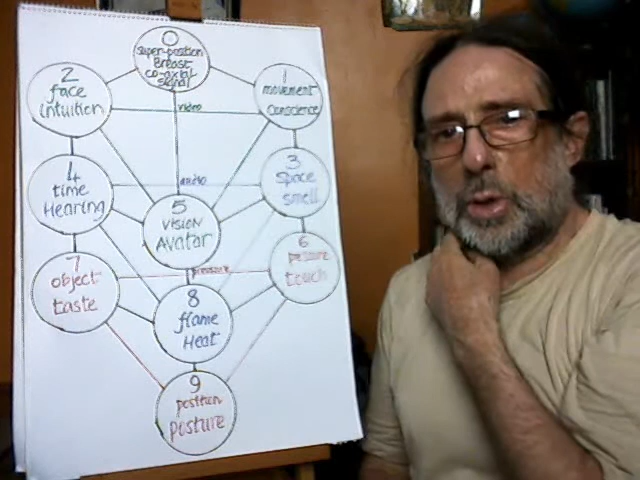 0
super-position
Breast
co-axial
signal
2
face
intuition
1
movement
Conscience
video
4
time
Hearing
audio
3
space
smell
5
VISION
AVATAR
7
object
taste
pressure
6
pessure
touch
8
flame
Heat
9
position
posture